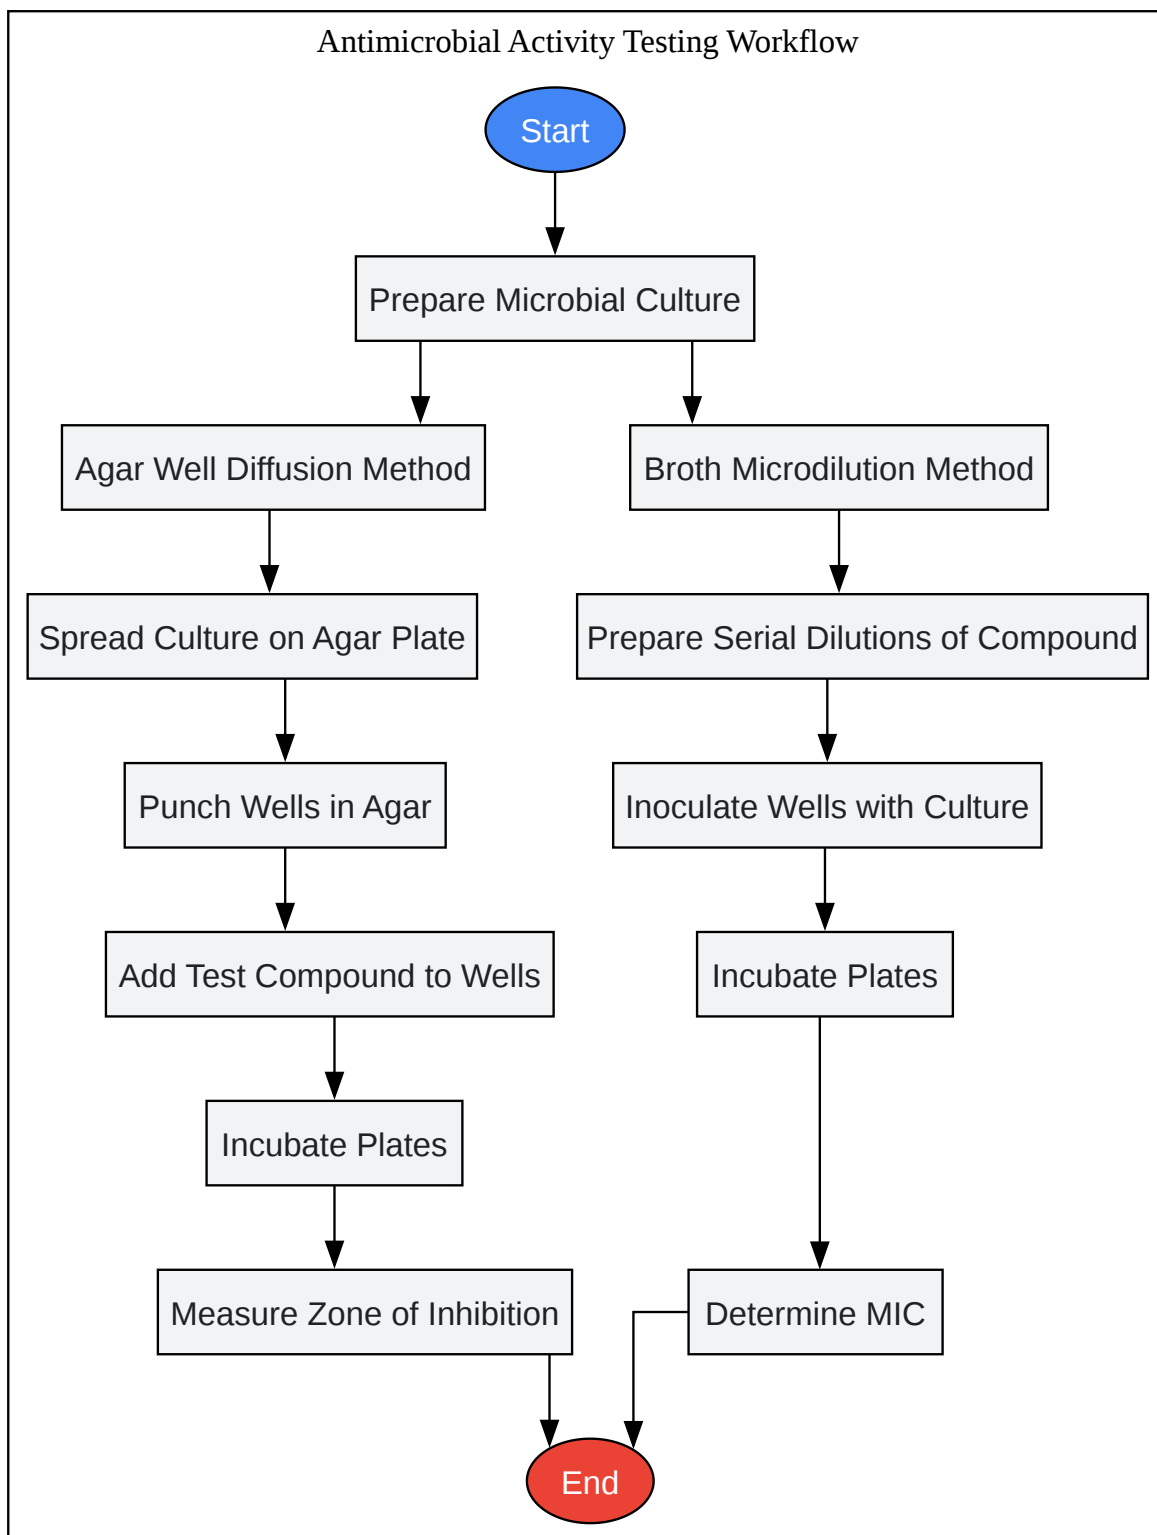 Antimicrobial Activity Testing Workflow
Start
Prepare Microbial Culture
Agar Well Diffusion Method
Broth Microdilution Method
Spread Culture on Agar Plate
Prepare Serial Dilutions of Compound
Punch Wells in Agar
Inoculate Wells with Culture
Add Test Compound to Wells
Incubate Plates
Incubate Plates
Measure Zone of Inhibition
Determine MIC
End